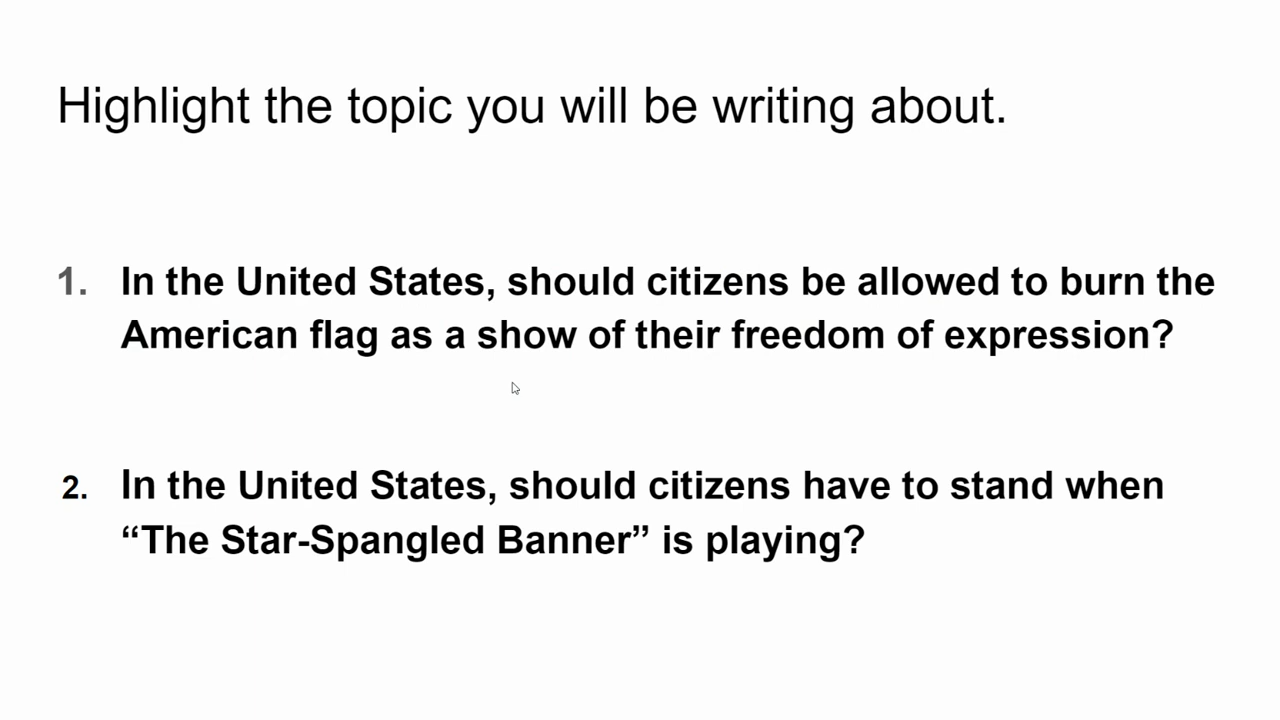 Highlight the topic you will be writing about.
1. In the United States, should citizens be allowed to burn the
American flag as a show of their freedom of expression?
2. In the United States, should citizens have to stand when
“The Star-Spangled Banner” is playing?